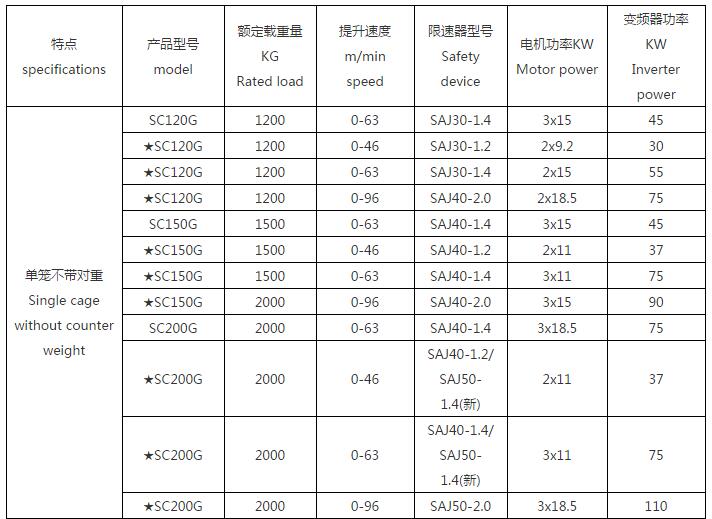 特点
specifications
产品型号
model
额定载重量
KG
Rated load
提升速度
m/min
speed
限速器型号
Safety
device
电机功率KW
Motor power
变频器功率
KW
Inverter
power
单笼不带对重
Single cage
without counter
weight
SC120G 1200 0-63 SAJ30-1.4 3x15 45
★SC120G 1200 0-46 SAJ30-1.2 2x9.2 30
★SC120G 1200 0-63 SAJ30-1.4 2x15 55
★SC120G 1200 0-96 SAJ40-2.0 2x18.5 75
SC150G 1500 0-63 SAJ40-1.4 3x15 45
★SC150G 1500 0-46 SAJ40-1.2 2x11 37
★SC150G 1500 0-63 SAJ40-1.4 3x11 75
★SC150G 2000 0-96 SAJ40-2.0 3x15 90
SC200G 2000 0-63 SAJ40-1.4 3x18.5 75
★SC200G 2000 0-46
SAJ40-1.2/
SAJ50-
1.4(新)
2x11 37
★SC200G 2000 0-63
SAJ40-1.4/
SAJ50-
1.4(新)
3x11 75
★SC200G 2000 0-96 SAJ50-2.0 3x18.5 110